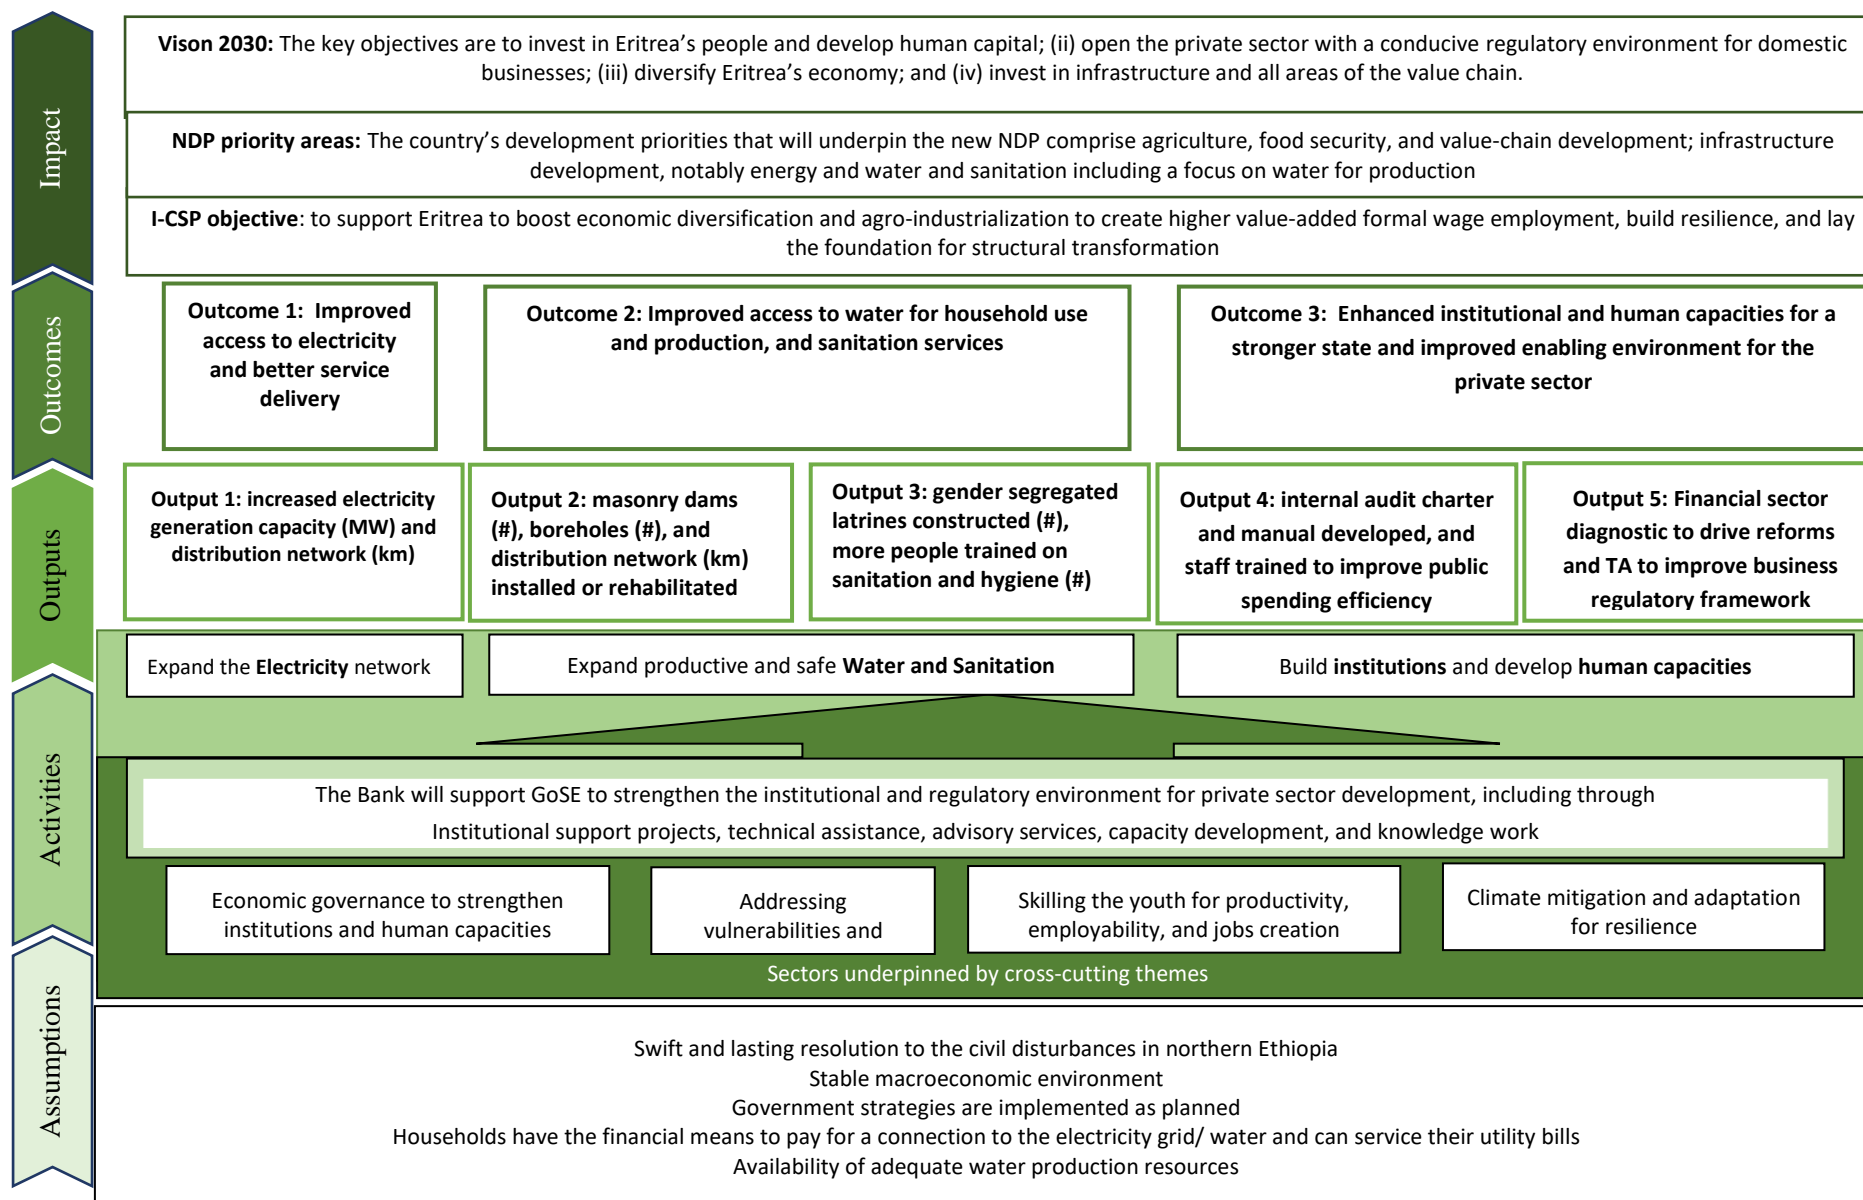 Impact
Vison 2030: The key objectives are to invest in Eritrea’s people and develop human capital; (ii) open the private sector with a conducive regulatory environment for domestic
businesses; (iii) diversify Eritrea’s economy; and (iv) invest in infrastructure and all areas of the value chain.
NDP priority areas: The country’s development priorities that will underpin the new NDP comprise agriculture, food security, and value-chain development; infrastructure
development, notably energy and water and sanitation including a focus on water for production
I-CSP objective: to support Eritrea to boost economic diversification and agro-industrialization to create higher value-added formal wage employment, build resilience, and lay
the foundation for structural transformation
Outcomes
Outcome 1: Improved
access to electricity
and better service
delivery
Outcome 2: Improved access to water for household use
and production, and sanitation services
Outcome 3: Enhanced institutional and human capacities for a
stronger state and improved enabling environment for the
private sector
Outputs
Output 1: increased electricity
generation capacity (MW) and
distribution network (km)
Output 2: masonry dams
(#), boreholes (#), and
distribution network (km)
installed or rehabilitated
Output 3: gender segregated
latrines constructed (#),
more people trained on
sanitation and hygiene (#)
Output 4: internal audit charter
and manual developed, and
staff trained to improve public
spending efficiency
Output 5: Financial sector
diagnostic to drive reforms
and TA to improve business
regulatory framework
Activities
Expand the Electricity network
Expand productive and safe Water and Sanitation
Build institutions and develop human capacities
The Bank will support GoSE to strengthen the institutional and regulatory environment for private sector development, including through
Institutional support projects, technical assistance, advisory services, capacity development, and knowledge work
Economic governance to strengthen
institutions and human capacities
Addressing
vulnerabilities and
Skilling the youth for productivity,
employability, and jobs creation
Climate mitigation and adaptation
for resilience
Sectors underpinned by cross-cutting themes
Assumptions
Swift and lasting resolution to the civil disturbances in northern Ethiopia
Stable macroeconomic environment
Government strategies are implemented as planned
Households have the financial means to pay for a connection to the electricity grid/ water and can service their utility bills
Availability of adequate water production resources